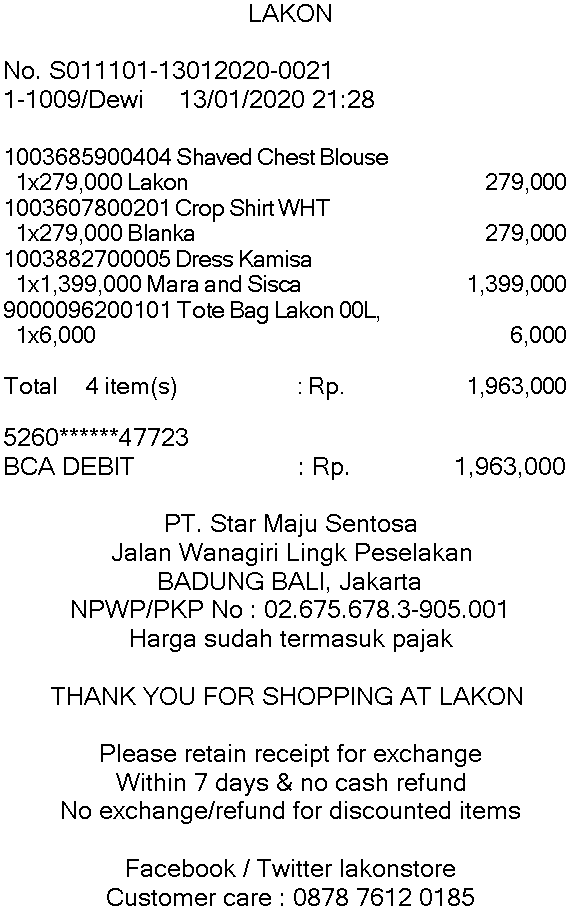 LAKON
No. S011101-13012020-0021
1-1009/Dewi 13/01/2020 21:28
1003685900404 Shaved Chest Blouse
1x279,000 Lakon 279,000
1003607800201 Crop Shirt WHT
1x279,000 Blanka 279,000
1003882700005 Dress Kamisa
1x1,399,000 Mara and Sisca 1,399,000
9000096200101 Tote Bag Lakon 00L,
1x6,000 6,000
Total 4 item(s) : Rp. 1,963,000
5260******47723
BCA DEBIT : Rp. 1,963,000
PT. Star Maju Sentosa
Jalan Wanagiri Lingk Peselakan
BADUNG BALI, Jakarta
NPWP/PKP No : 02.675.678.3-905.001
Harga sudah termasuk pajak
THANK YOU FOR SHOPPING AT LAKON
Please retain receipt for exchange
Within 7 days & no cash refund
No exchange/refund for discounted items
Facebook / Twitter lakonstore
Customer care : 0878 7612 0185